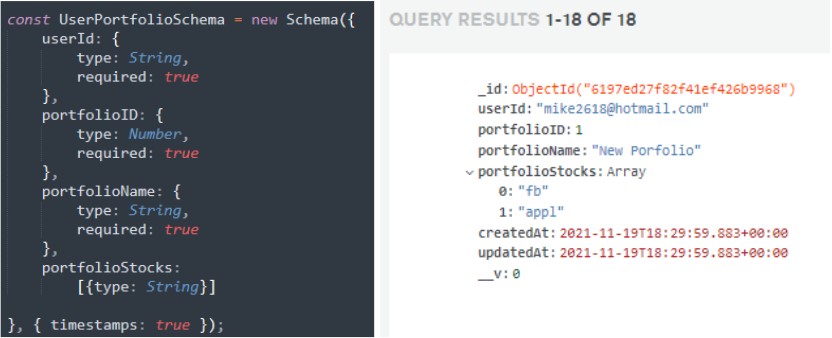 const UserPortfolioSchema = new Schema({
    userId: {
        type: String,
        required: true
    },
    portfolioID: {
        type: Number,
        required: true
    },
    portfolioName: {
        type: String,
        required: true
    },
    portfolioStocks:
        [{type: String}]
}, { timestamps: true });
QUERY RESULTS 1-18 OF 18
_id: ObjectId("6197ed27f82f41ef426b9968")
userId: "mike2618@hotmail.com"
portfolioID: 1
portfolioName: "New Porfolio"
portfolioStocks: Array
0: "fb"
1: "appl"
createdAt: 2021-11-19T18:29:59.883+00:00
updatedAt: 2021-11-19T18:29:59.883+00:00
__v: 0